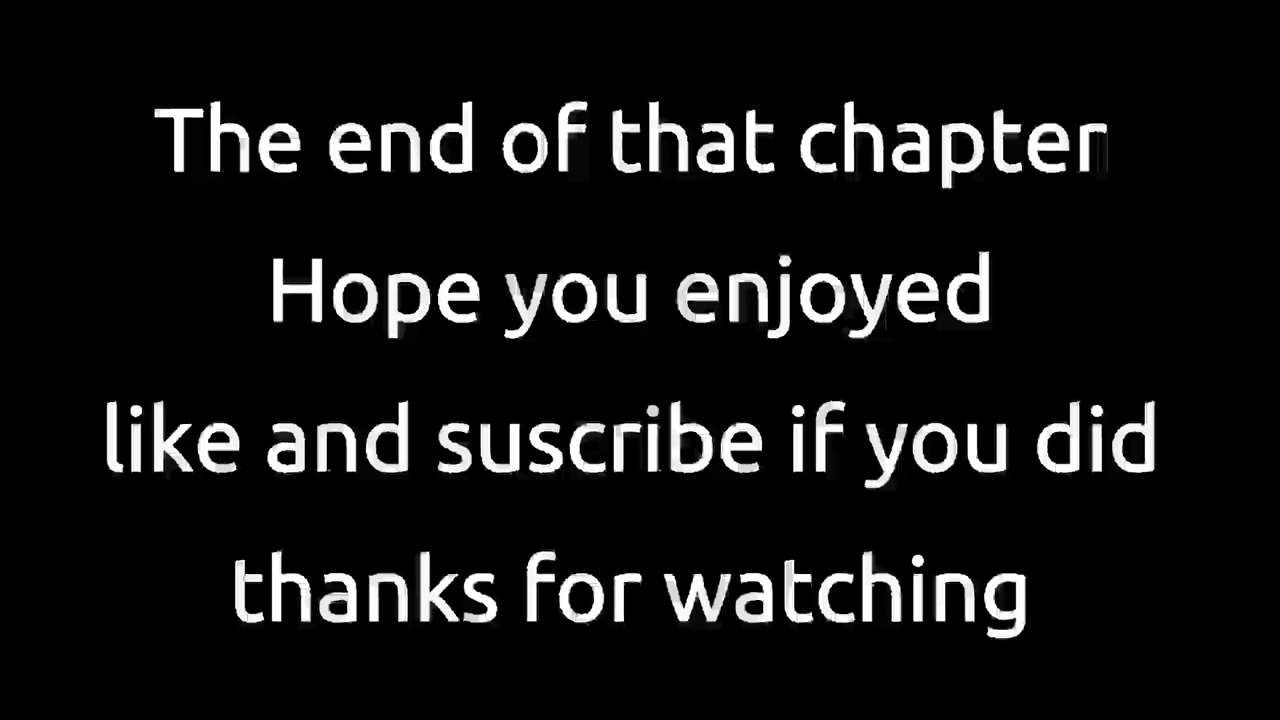 The end of that chapter
Hope you enjoyed
like and suscribe if you did
thanks for watching